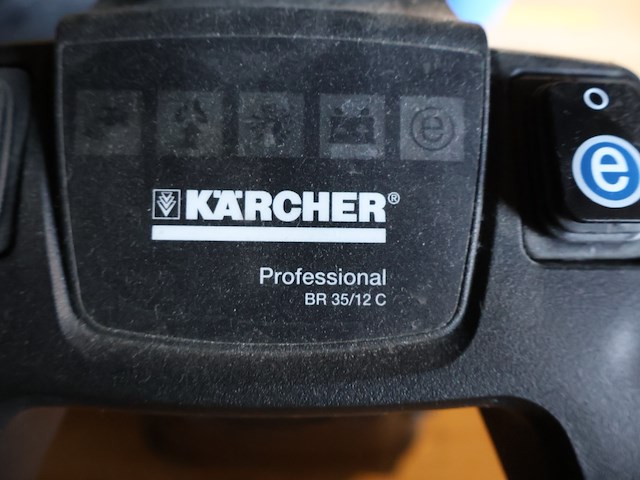 KÄRCHER®
Professional
BR 35/12 C
e
e